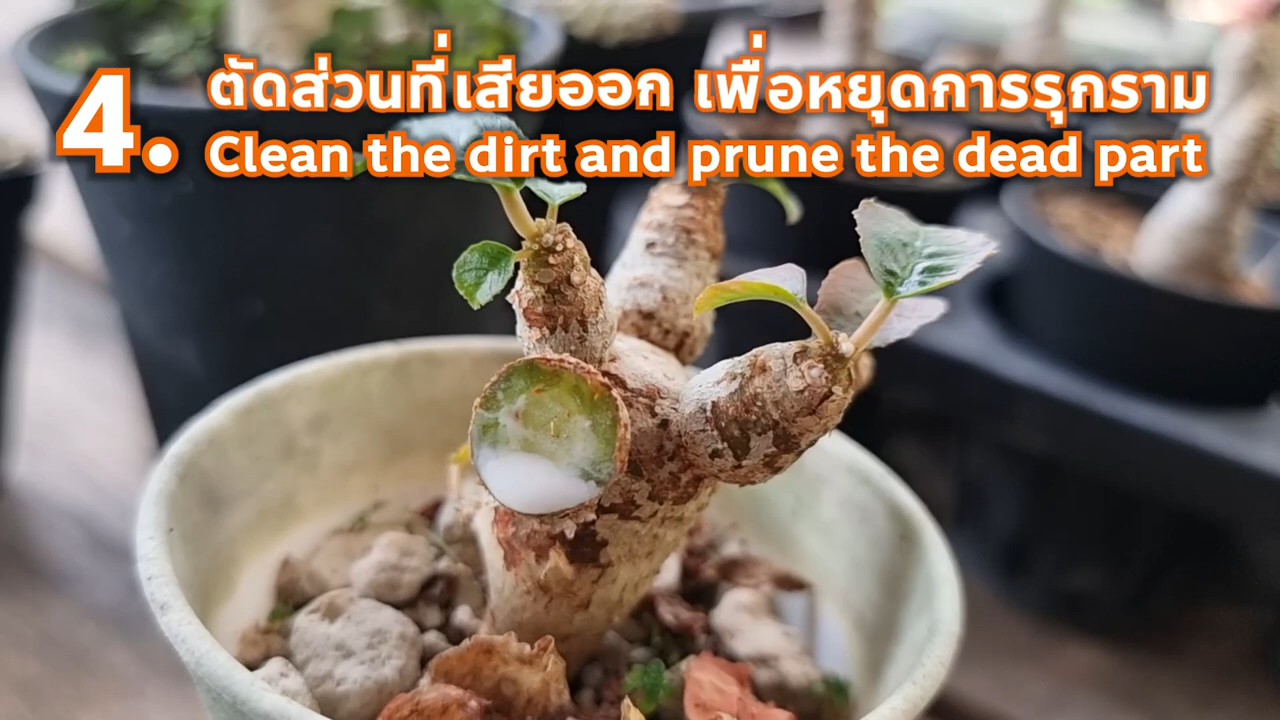 4. ตัดส่วนที่เสียออก เพื่อหยุดการรุกราม
Clean the dirt and prune the dead part